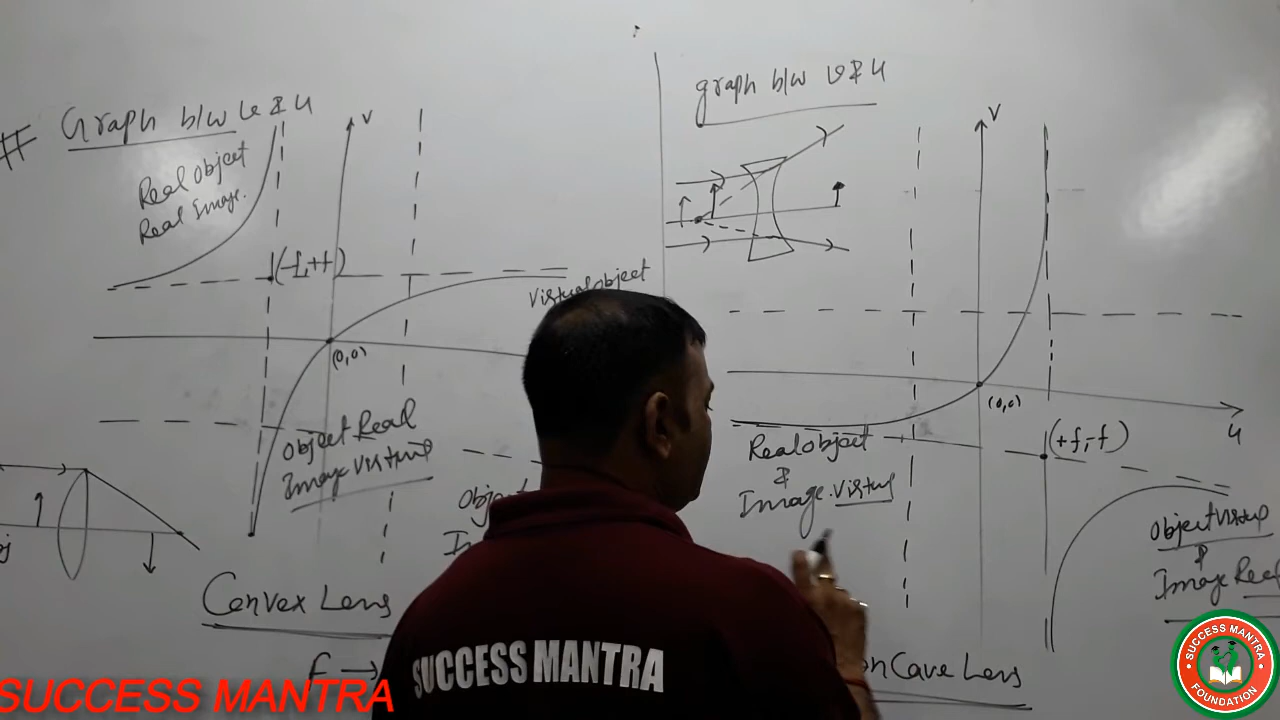 # Graph b/w v & u
Real Object
Real Image.
V
(-f, +f)
Virtual object
(0,0)
Object Real
Image Virtual
Convex Lens
f →
graph b/w v & u
V
(0,0)
u
(+f, -f)
Real object
&
Image Virtual
Object Virtual
&
Image Real
Lens
SUCCESS MANTRA
SUCCESS MANTRA
SUCCESS MANTRA
FOUNDATION